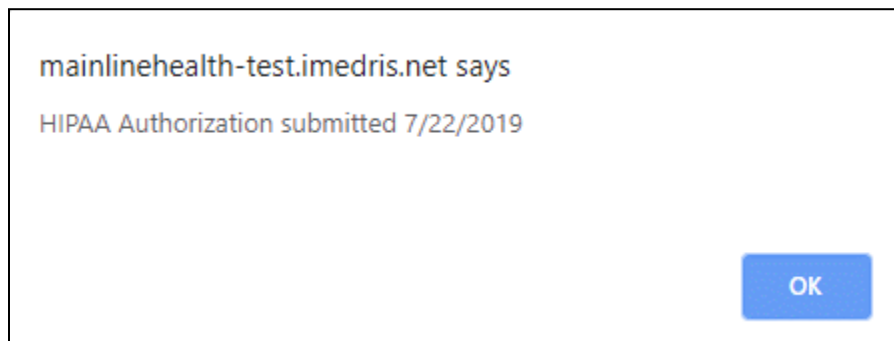 mainlinehealth-test.imedris.net says
HIPAA Authorization submitted 7/22/2019
OK